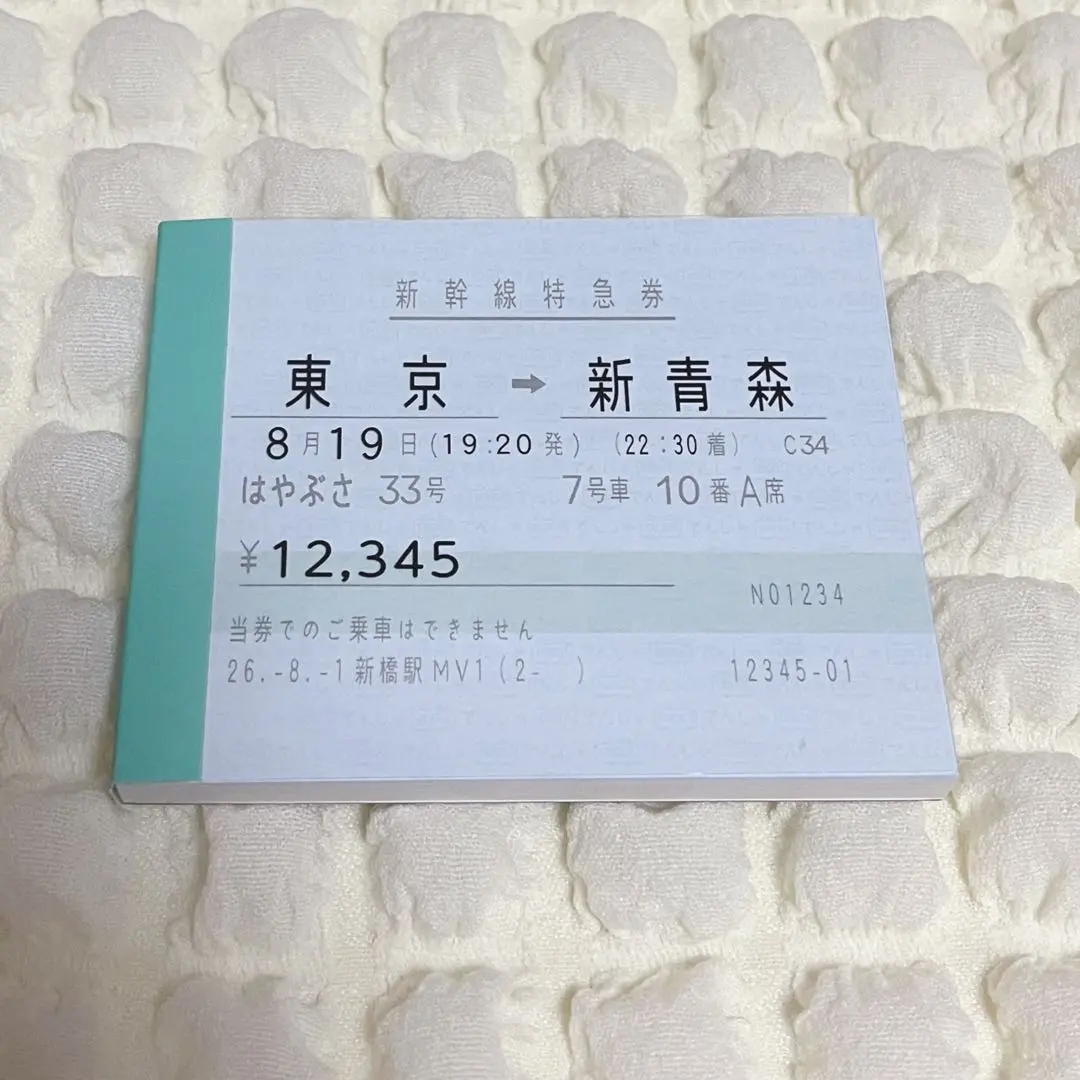 新幹線特急券
東京 ➡ 新青森
8月19日(19:20発) (22:30着) C34
はやぶさ 33号 7号車 10番A席
¥12,345
N01234
当券でのご乗車はできません
26.-8.-1新橋駅MV1(2- ) 12345-01